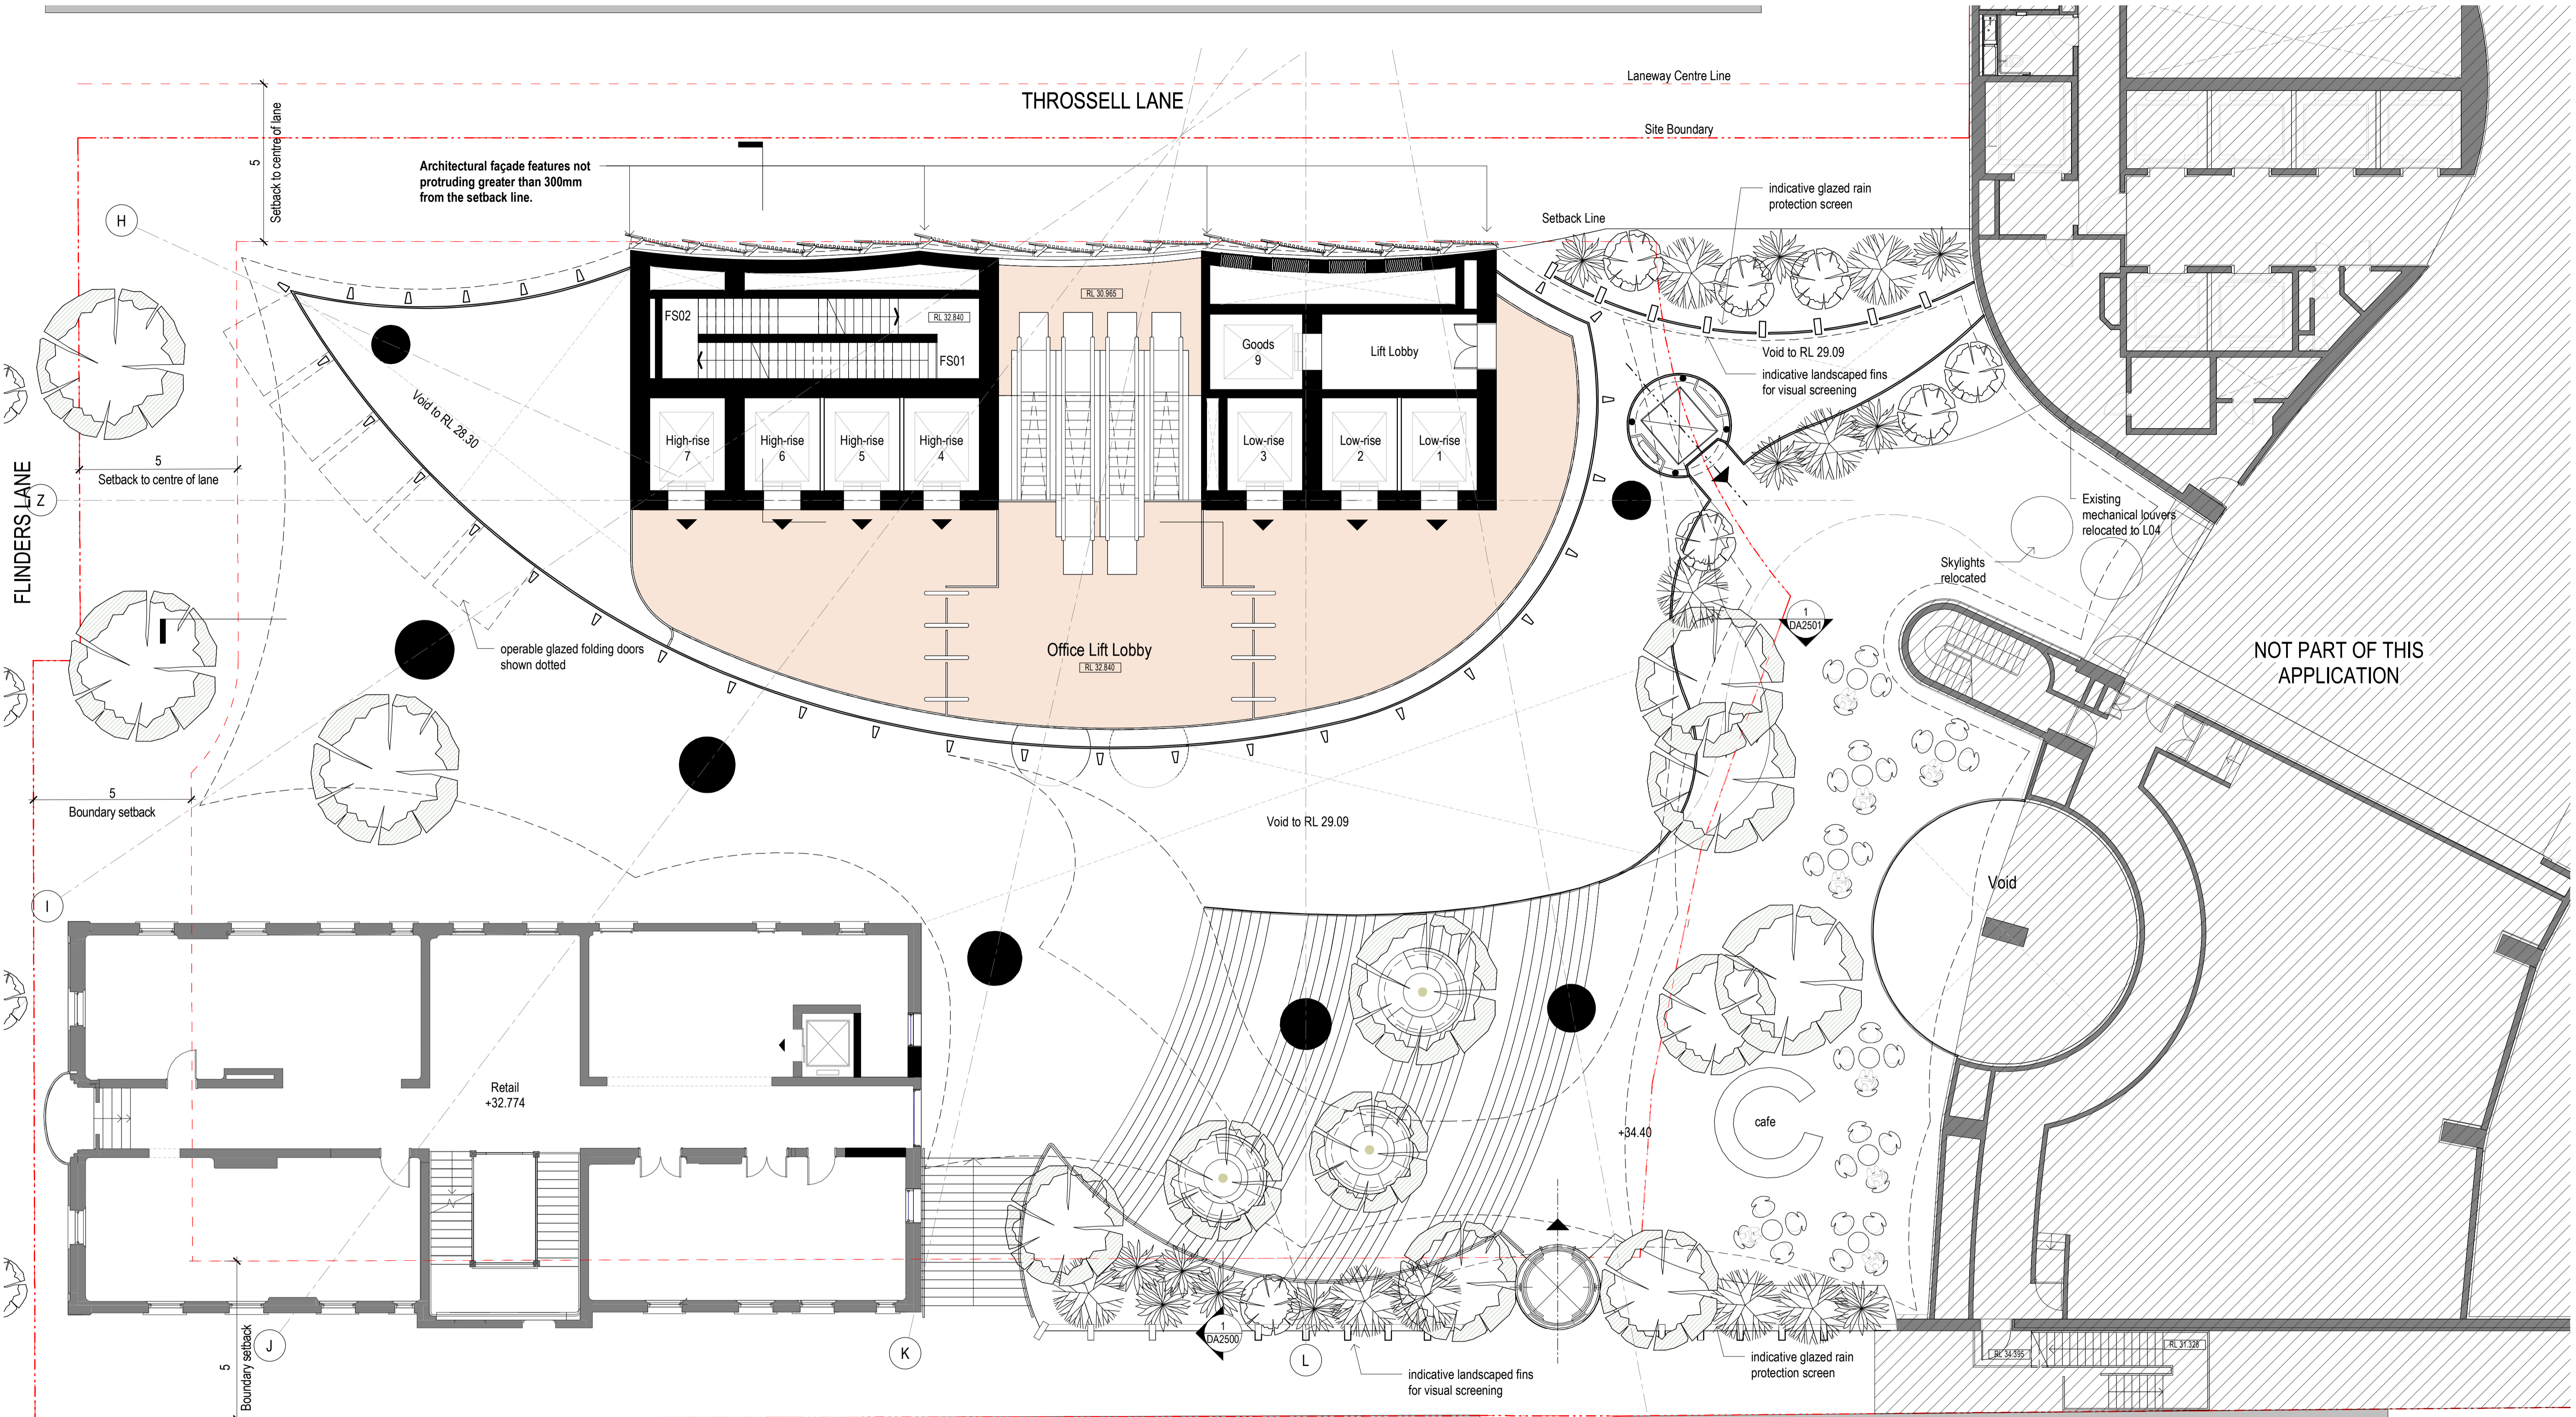 Laneway Centre Line
THROSSELL LANE
Site Boundary
5
Setback to centre of lane
Architectural façade features not
protruding greater than 300mm
from the setback line.
indicative glazed rain
protection screen
Setback Line
H
RL 30.965
FS02
RL 32.840
FS01
Goods
9
Lift Lobby
Void to RL 29.09
indicative landscaped fins
for visual screening
Void to RL 28.30
High-rise
7
High-rise
6
High-rise
5
High-rise
4
Low-rise
3
Low-rise
2
Low-rise
1
5
Setback to centre of lane
FLINDERS LANE
Z
Existing
mechanical louvers
relocated to L04
Skylights
relocated
1
DA2501
operable glazed folding doors
shown dotted
Office Lift Lobby
RL 32.840
NOT PART OF THIS
APPLICATION
5
Boundary setback
Void to RL 29.09
Void
I
Retail
+32.774
cafe
+34.40
5
Boundary setback
J
K
1
DA2500
L
indicative landscaped fins
for visual screening
indicative glazed rain
protection screen
RL 34.395
RL 31.328